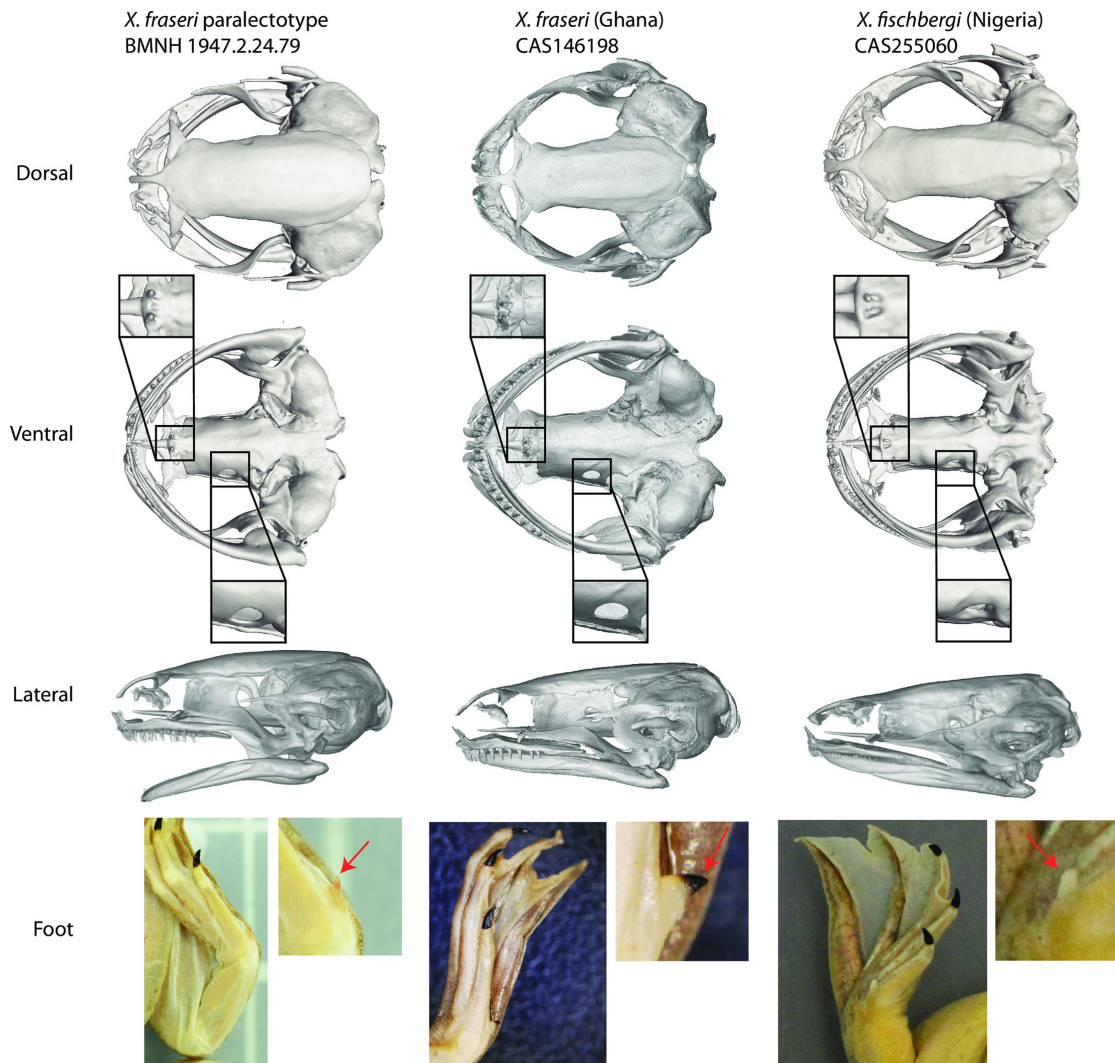 X. fraseri paralectotype
BMNH 1947.2.24.79
X. fraseri (Ghana)
CAS146198
X. fischbergi (Nigeria)
CAS255060
Dorsal
Ventral
Lateral
Foot